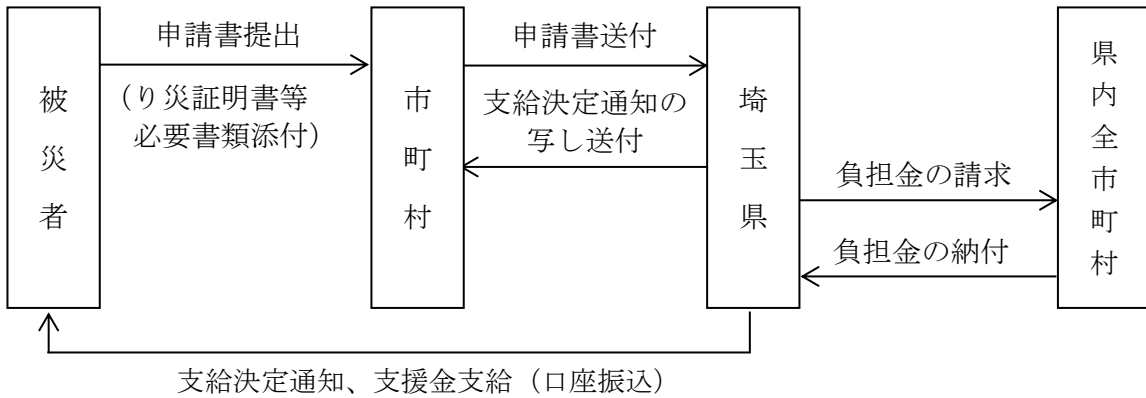 被災者
申請書提出
（り災証明書等
必要書類添付）
市町村
申請書送付
支給決定通知の
写し送付
埼玉県
負担金の請求
負担金の納付
県内全市町村
支給決定通知、支援金支給（口座振込）